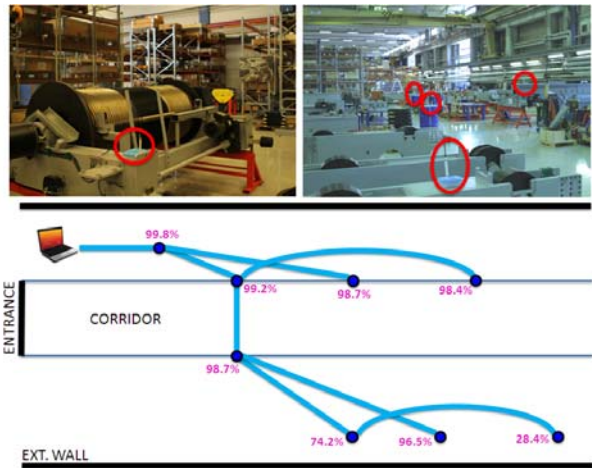 99.8%
99.2%
98.7%
98.4%
ENTRANCE
CORRIDOR
98.7%
74.2%
96.5%
28.4%
EXT. WALL